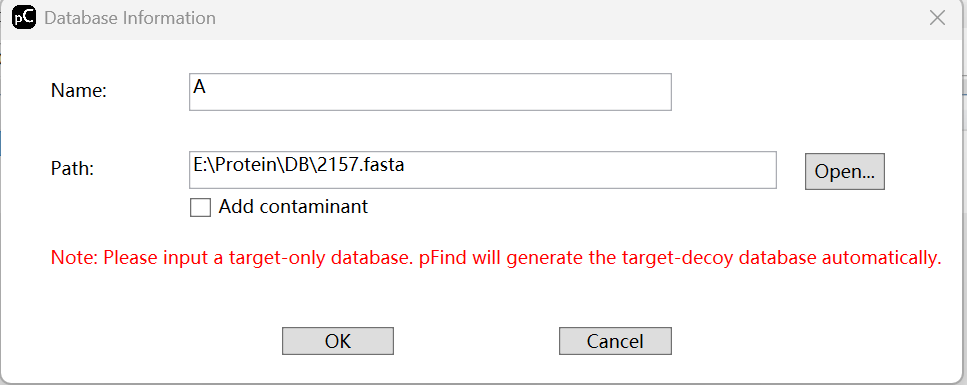 pC Database Information
Name: A
Path: E:\Protein\DB\2157.fasta Open...
Add contaminant
Note: Please input a target-only database. pFind will generate the target-decoy database automatically.
OK Cancel